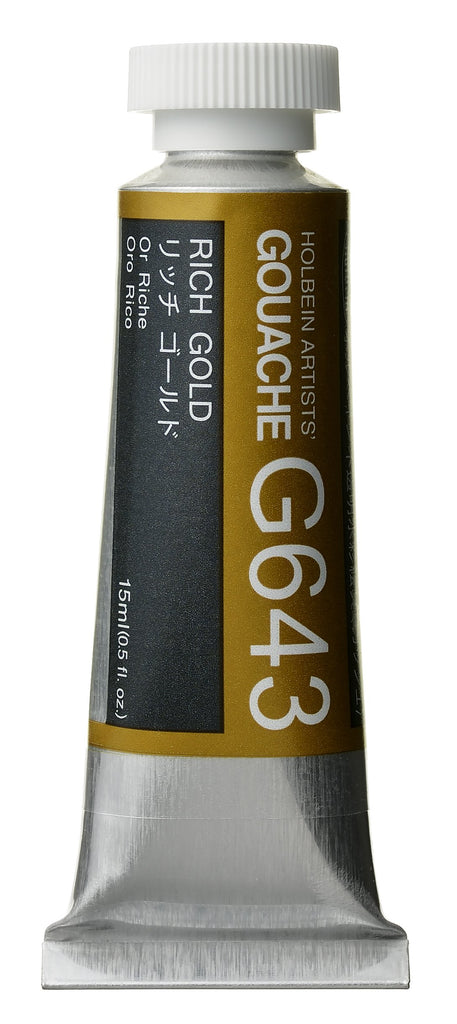 HOLBEIN ARTISTS'
GOUACHE G643
RICH GOLD
リッチ ゴールド
Or Riche
Oro Rico
15ml(0.5 fl. oz.)